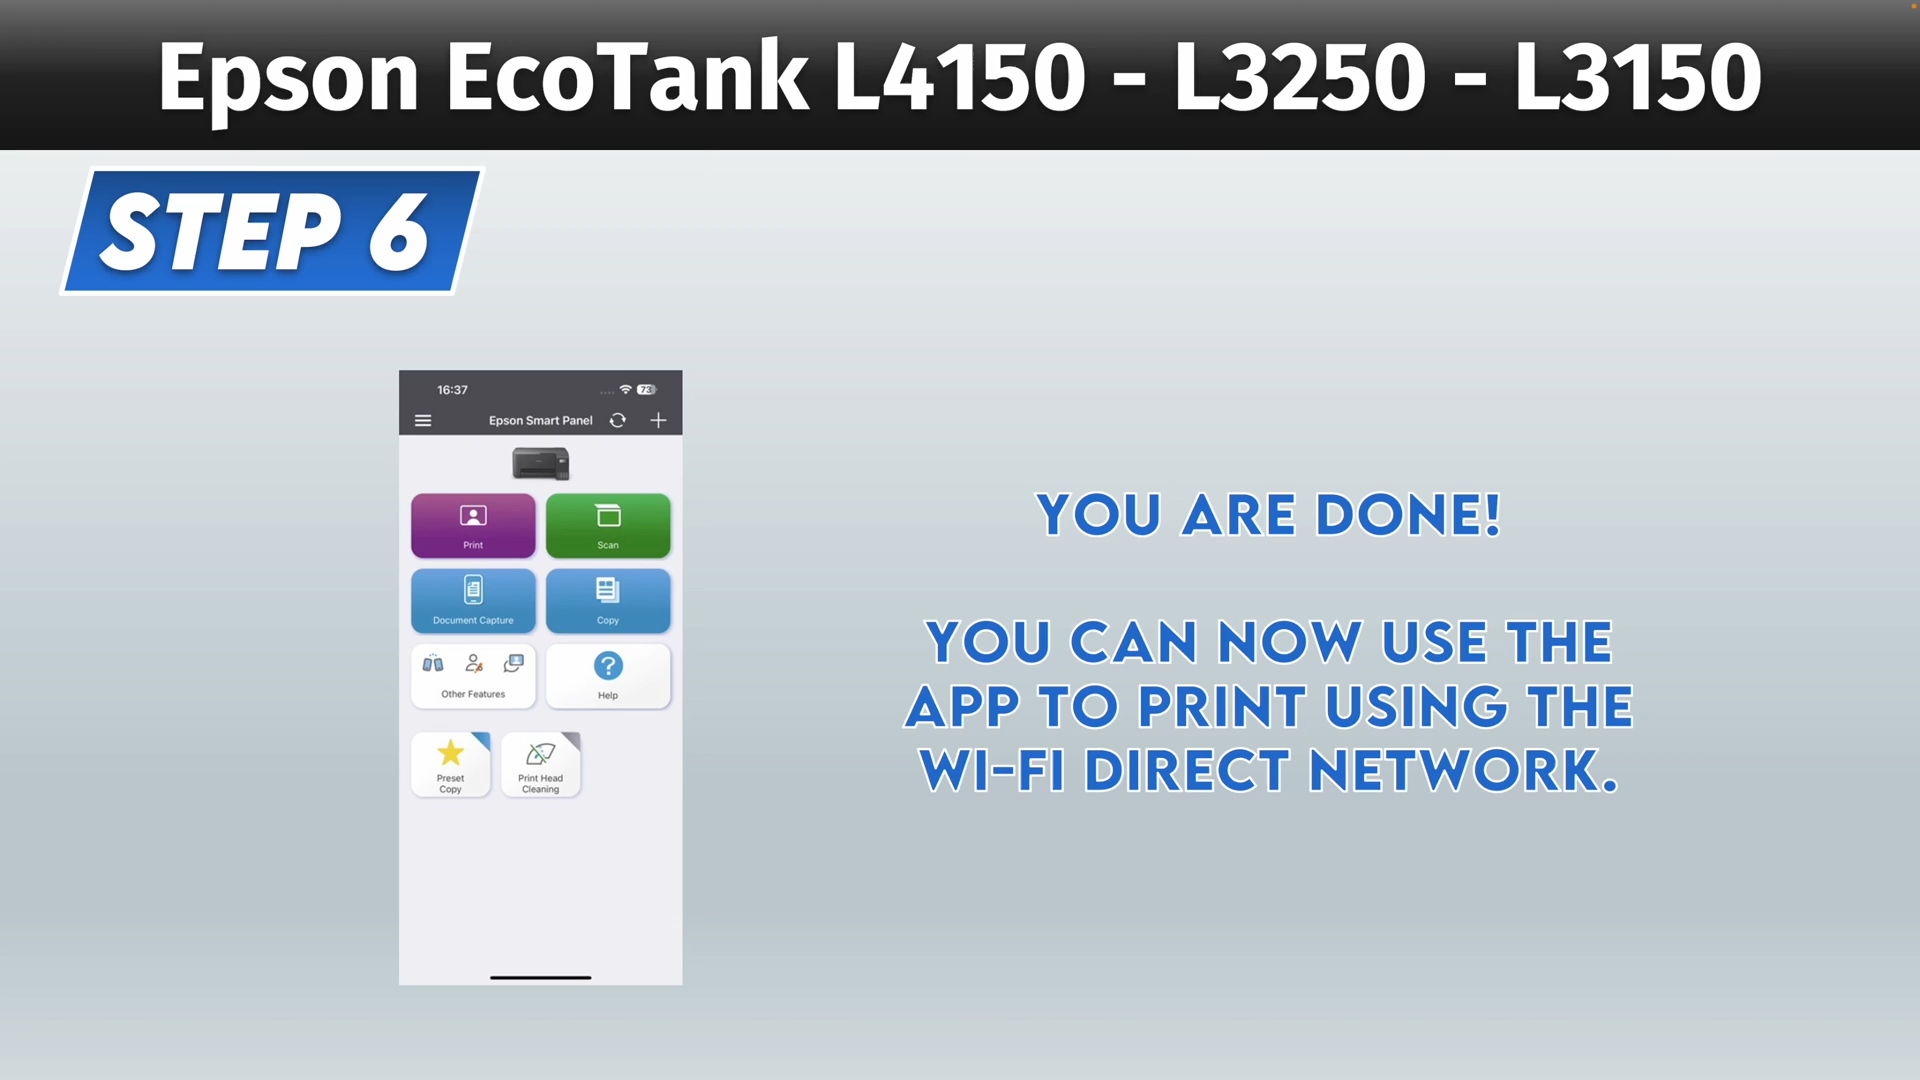 Epson EcoTank L4150 - L3250 - L3150
STEP 6
16:37
73
Epson Smart Panel
Print
Scan
Document Capture
Copy
Other Features
Help
Preset
Copy
Print Head
Cleaning
YOU ARE DONE!
YOU CAN NOW USE THE
APP TO PRINT USING THE
WI-FI DIRECT NETWORK.